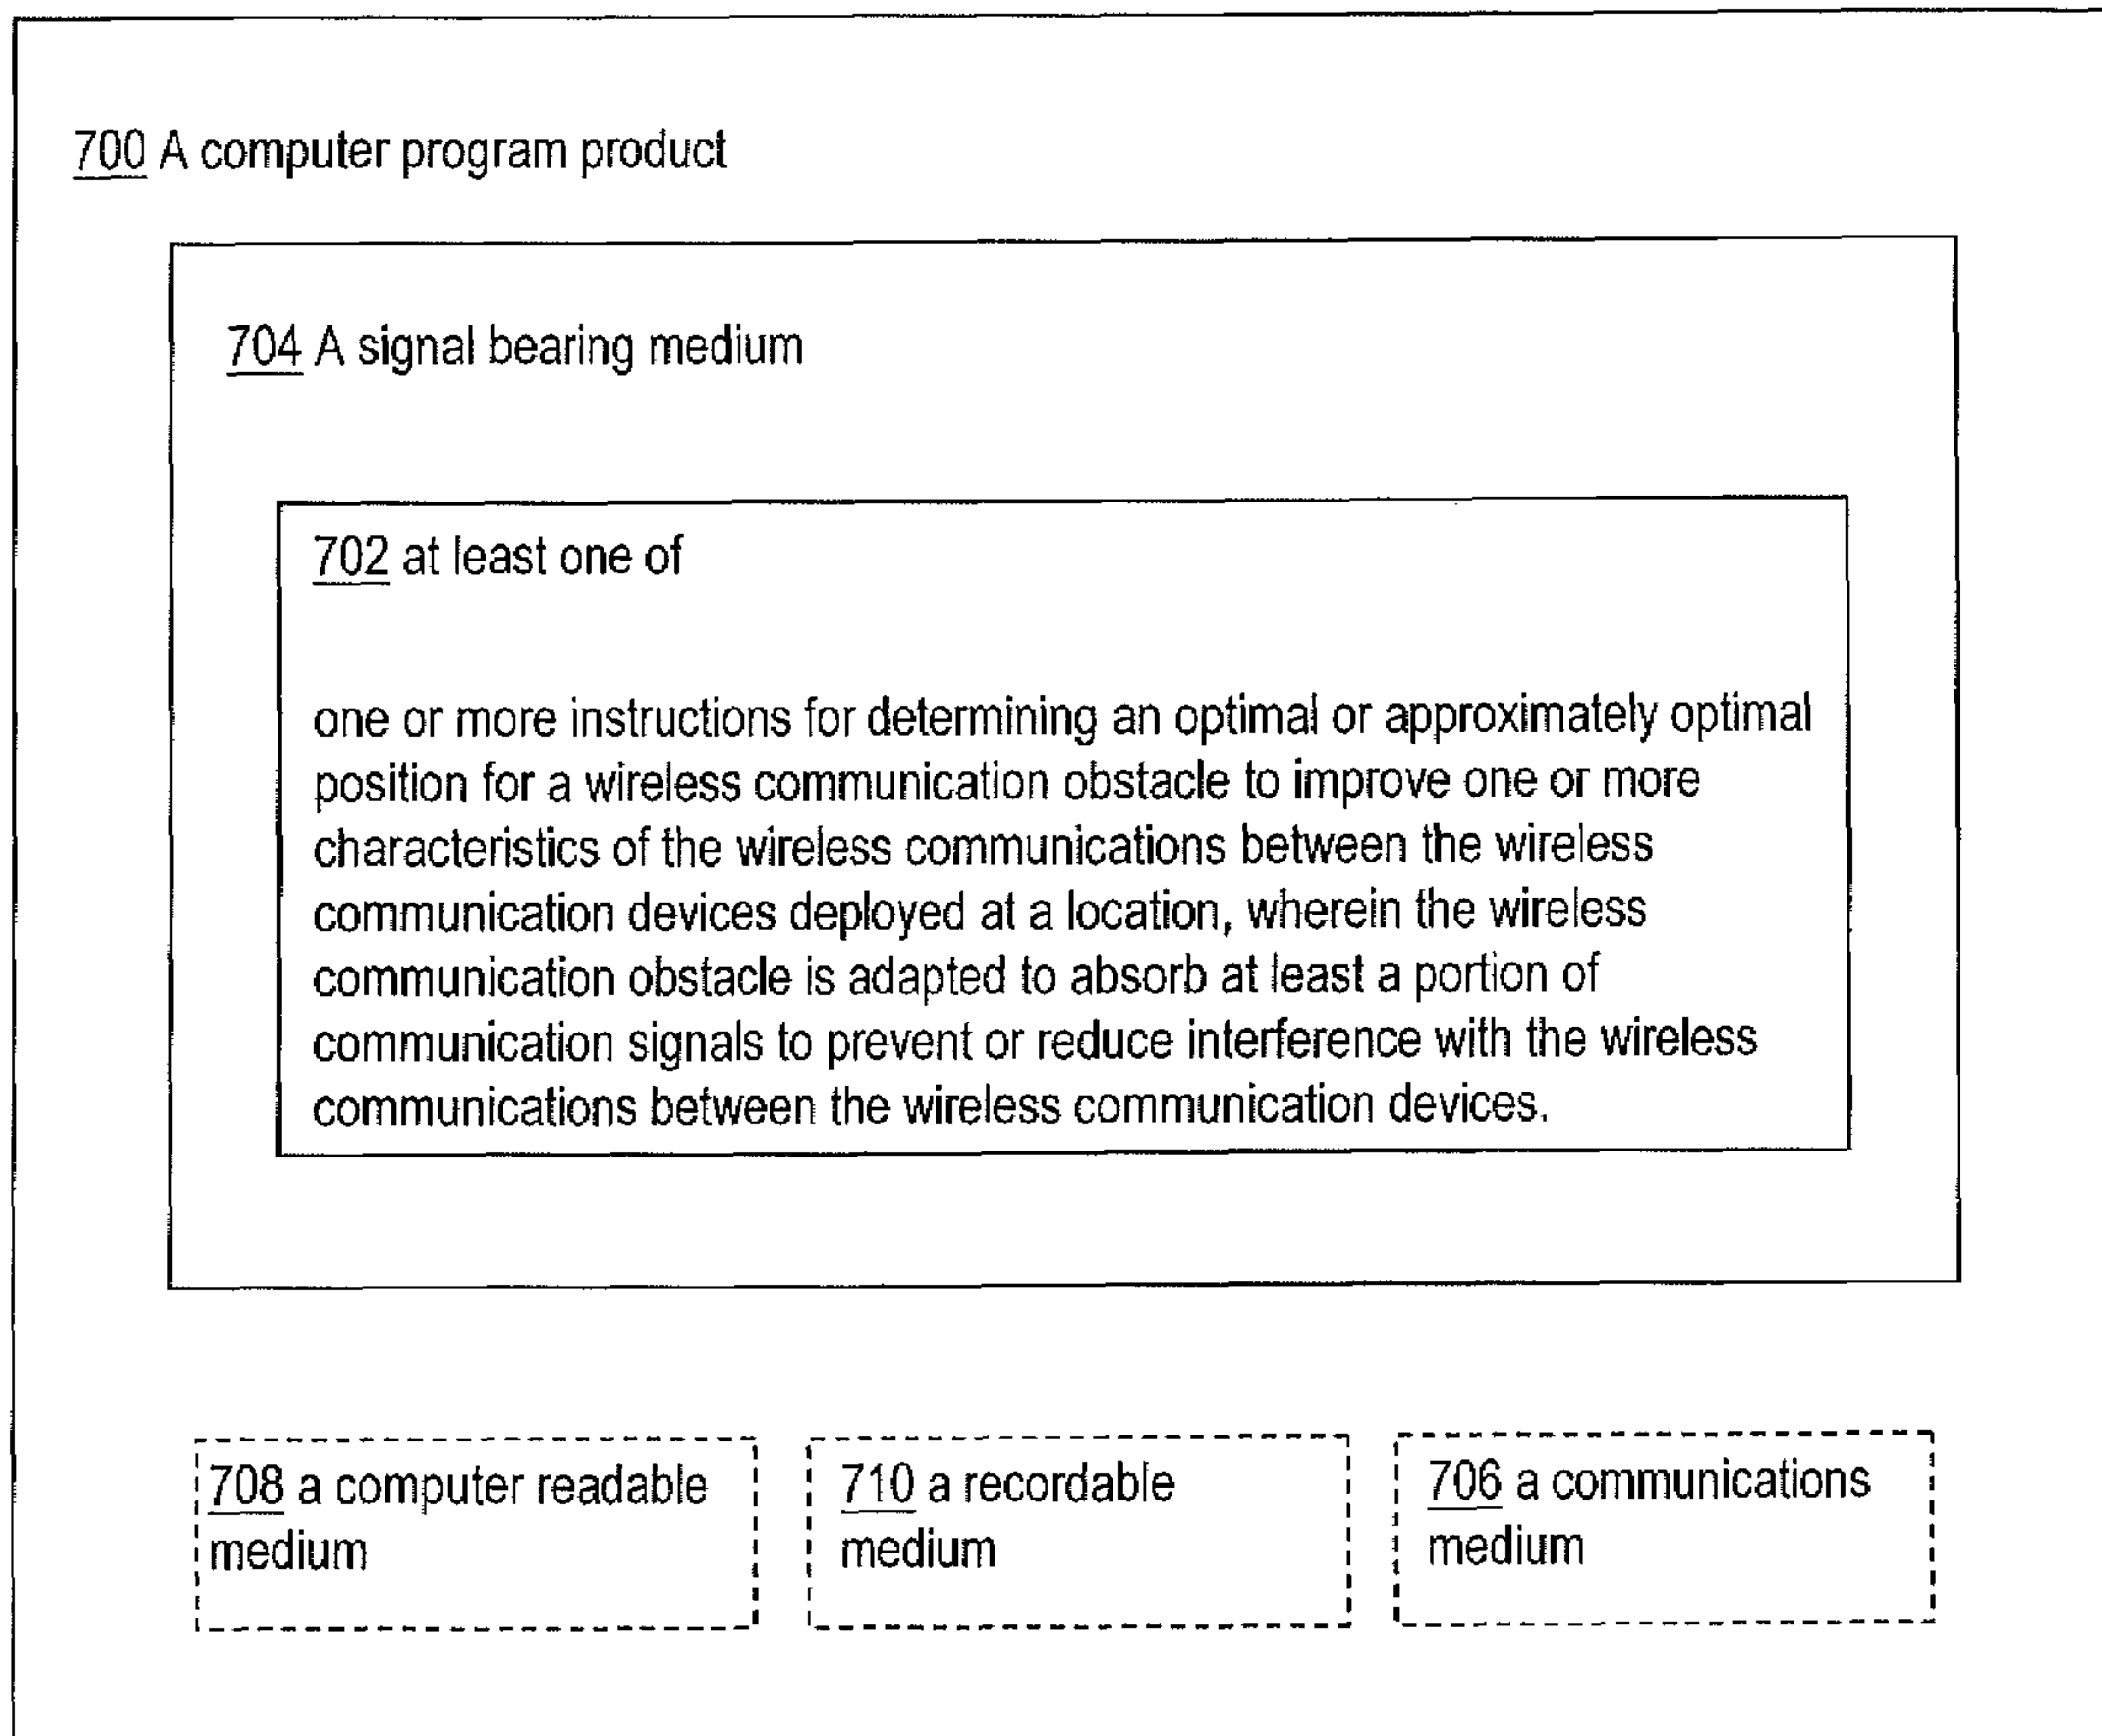 700 A computer program product
704 A signal bearing medium
702 at least one of
one or more instructions for determining an optimal or approximately optimal
position for a wireless communication obstacle to improve one or more
characteristics of the wireless communications between the wireless
communication devices deployed at a location, wherein the wireless
communication obstacle is adapted to absorb at least a portion of
communication signals to prevent or reduce interference with the wireless
communications between the wireless communication devices.
708 a computer readable
medium
710 a recordable
medium
706 a communications
medium